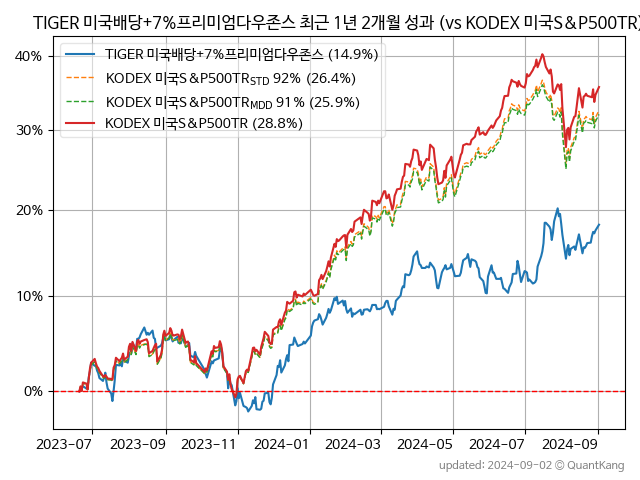 TIGER 미국배당+7%프리미엄다우존스 최근 1년 2개월 성과 (vs KODEX 미국S&P500TR)
TIGER 미국배당+7%프리미엄다우존스 (14.9%)
KODEX 미국S&P500TRSTD 92% (26.4%)
KODEX 미국S&P500TRMDD 91% (25.9%)
KODEX 미국S&P500TR (28.8%)
40%
30%
20%
10%
0%
2023-07 2023-09 2023-11 2024-01 2024-03 2024-05 2024-07 2024-09
updated: 2024-09-02 © QuantKang